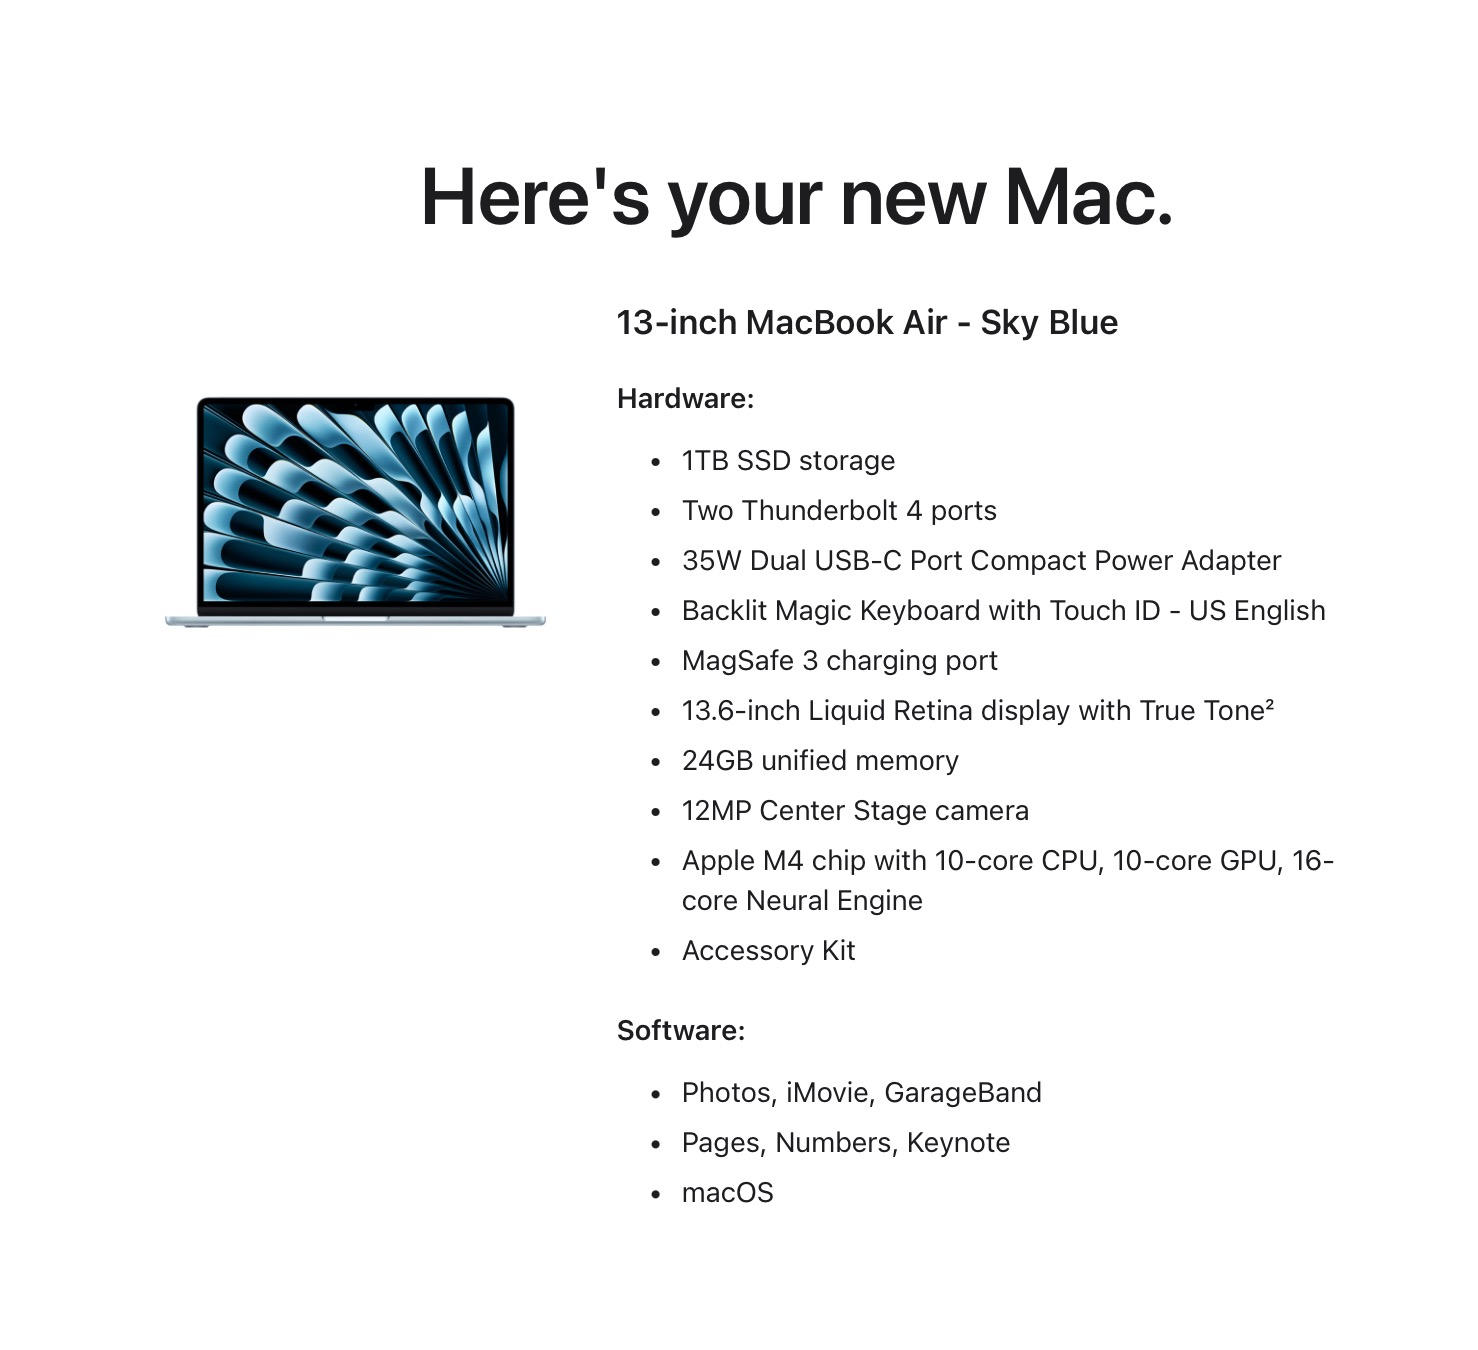 Here's your new Mac.
13-inch MacBook Air - Sky Blue
Hardware:
• 1TB SSD storage
• Two Thunderbolt 4 ports
• 35W Dual USB-C Port Compact Power Adapter
• Backlit Magic Keyboard with Touch ID - US English
• MagSafe 3 charging port
• 13.6-inch Liquid Retina display with True Tone²
• 24GB unified memory
• 12MP Center Stage camera
• Apple M4 chip with 10-core CPU, 10-core GPU, 16-
core Neural Engine
• Accessory Kit
Software:
• Photos, iMovie, GarageBand
• Pages, Numbers, Keynote
• macOS